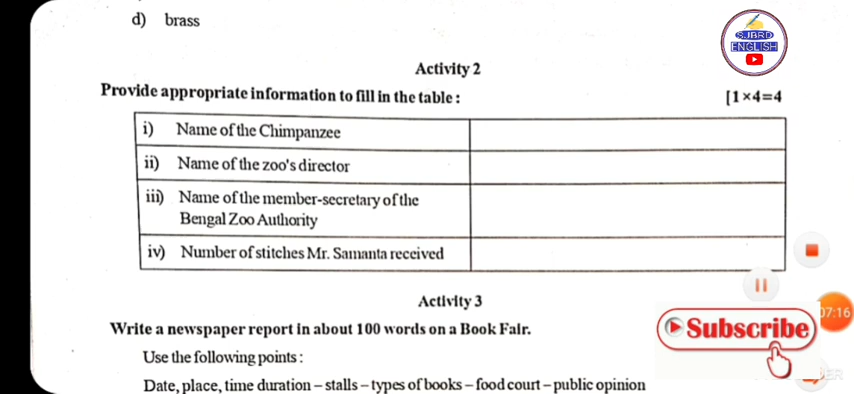 d) brass
SJBRD
ENGLISH
Activity 2
Provide appropriate information to fill in the table :
[1×4=4
i) Name of the Chimpanzee
ii) Name of the zoo's director
iii) Name of the member-secretary of the
Bengal Zoo Authority
iv) Number of stitches Mr. Samanta received
Activity 3
07:16
Subscribe
Write a newspaper report in about 100 words on a Book Fair.
Use the following points :
Date, place, time duration – stalls – types of books – food court – public opinion